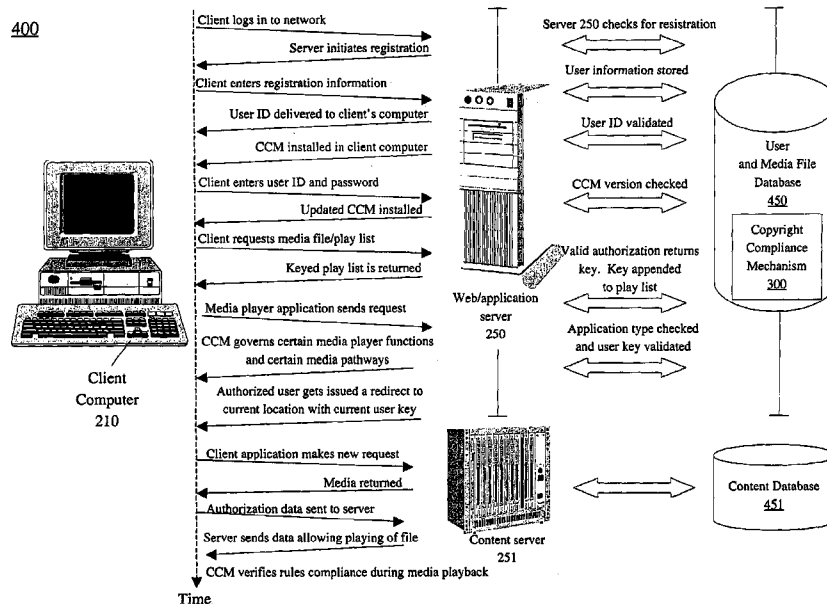 400
Client logs in to network
Server initiates registration
Client enters registration information
User ID delivered to client's computer
CCM installed in client computer
Client enters user ID and password
Updated CCM installed
Client requests media file/play list
Keyed play list is returned
Media player application sends request
CCM governs certain media player functions
and certain media pathways
Authorized user gets issued a redirect to
current location with current user key
Client application makes new request
Media returned
Authorization data sent to server
Server sends data allowing playing of file
CCM verifies rules compliance during media playback
Time
Client
Computer
210
Web/application
server
250
Content server
251
Server 250 checks for resistration
User information stored
User ID validated
CCM version checked
Valid authorization returns
key. Key appended
to play list
Application type checked
and user key validated
User
and Media File
Database
450
Copyright
Compliance
Mechanism
300
Content Database
451